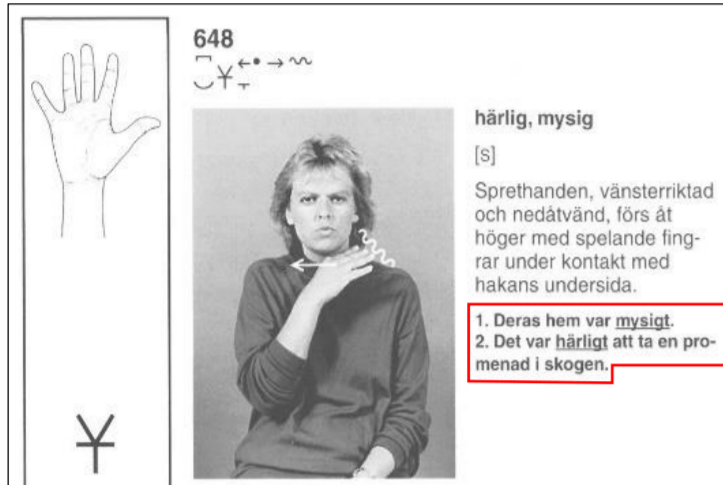 648
härlig, mysig
[s]
Sprethanden, vänsterriktad
och nedåtvänd, förs åt
höger med spelande fing-
rar under kontakt med
hakans undersida.
1. Deras hem var mysigt.
2. Det var härligt att ta en pro-
menad i skogen.